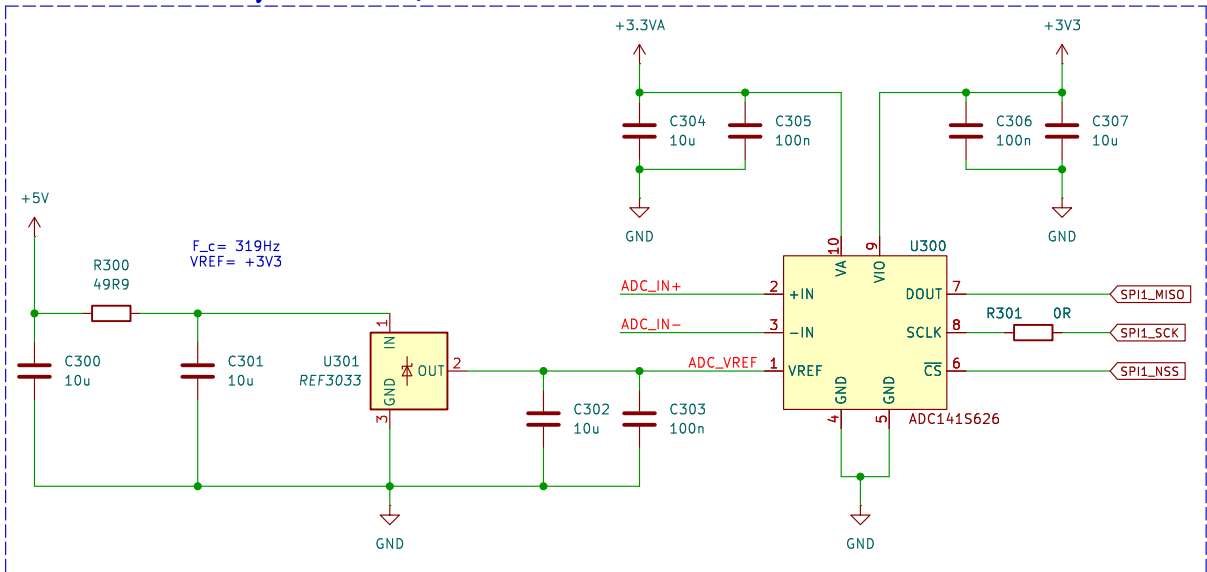 +3.3VA
+3V3
C304
10u
C305
100n
C306
100n
C307
10u
GND
GND
+5V
F_c= 319Hz
VREF= +3V3
R300
49R9
C300
10u
C301
10u
U301
REF3033
1
IN
2
OUT
GND
3
GND
C302
10u
C303
100n
ADC_IN+
ADC_IN-
ADC_VREF
U300
10
VA
9
VIO
2
+IN
3
-IN
1
VREF
DOUT
7
SCLK
8
CS
6
GND
4
GND
5
ADC141S626
GND
R301
0R
SPI1_MISO
SPI1_SCK
SPI1_NSS